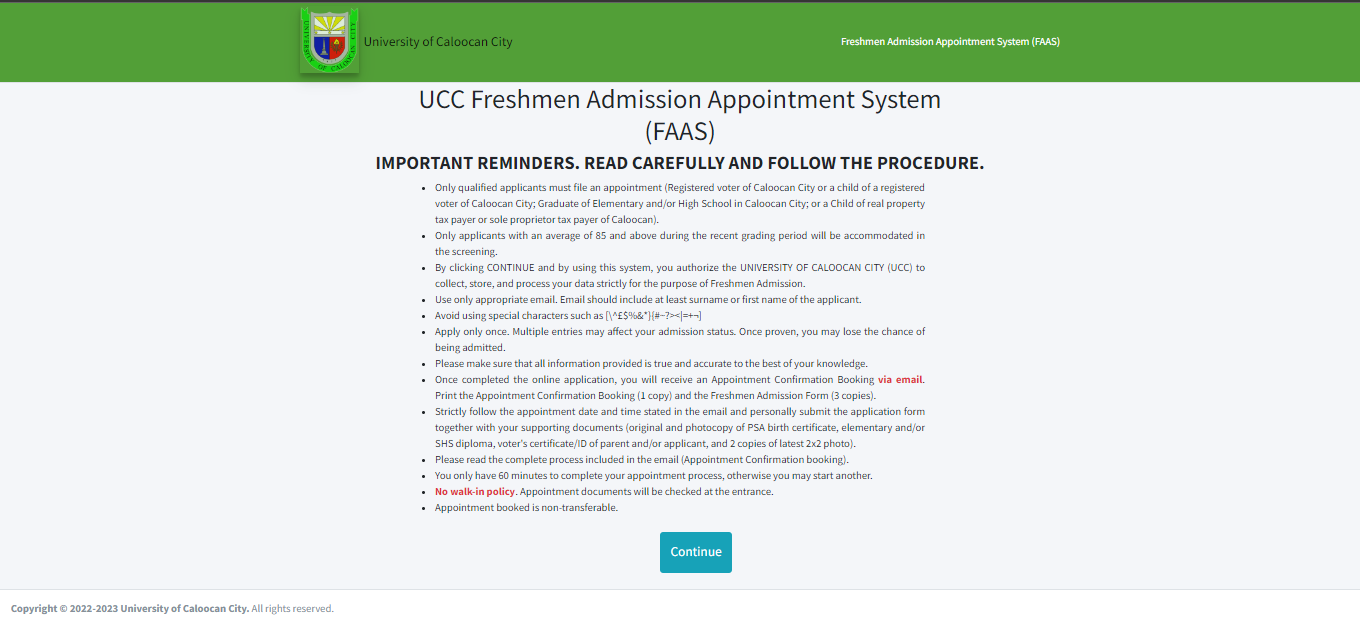 UNIVERSITY OF CALOOCAN CITY
University of Caloocan City
Freshmen Admission Appointment System (FAAS)
UCC Freshmen Admission Appointment System
(FAAS)
IMPORTANT REMINDERS. READ CAREFULLY AND FOLLOW THE PROCEDURE.
• Only qualified applicants must file an appointment (Registered voter of Caloocan City or a child of a registered
voter of Caloocan City; Graduate of Elementary and/or High School in Caloocan City; or a Child of real property
tax payer or sole proprietor tax payer of Caloocan).
• Only applicants with an average of 85 and above during the recent grading period will be accommodated in
the screening.
• By clicking CONTINUE and by using this system, you authorize the UNIVERSITY OF CALOOCAN CITY (UCC) to
collect, store, and process your data strictly for the purpose of Freshmen Admission.
• Use only appropriate email. Email should include at least surname or first name of the applicant.
• Avoid using special characters such as [\^£$%&*}{#~?><|=+¬]
• Apply only once. Multiple entries may affect your admission status. Once proven, you may lose the chance of
being admitted.
• Please make sure that all information provided is true and accurate to the best of your knowledge.
• Once completed the online application, you will receive an Appointment Confirmation Booking via email.
Print the Appointment Confirmation Booking (1 copy) and the Freshmen Admission Form (3 copies).
• Strictly follow the appointment date and time stated in the email and personally submit the application form
together with your supporting documents (original and photocopy of PSA birth certificate, elementary and/or
SHS diploma, voter's certificate/ID of parent and/or applicant, and 2 copies of latest 2x2 photo).
• Please read the complete process included in the email (Appointment Confirmation booking).
• You only have 60 minutes to complete your appointment process, otherwise you may start another.
• No walk-in policy. Appointment documents will be checked at the entrance.
• Appointment booked is non-transferable.
Continue
Copyright © 2022-2023 University of Caloocan City. All rights reserved.